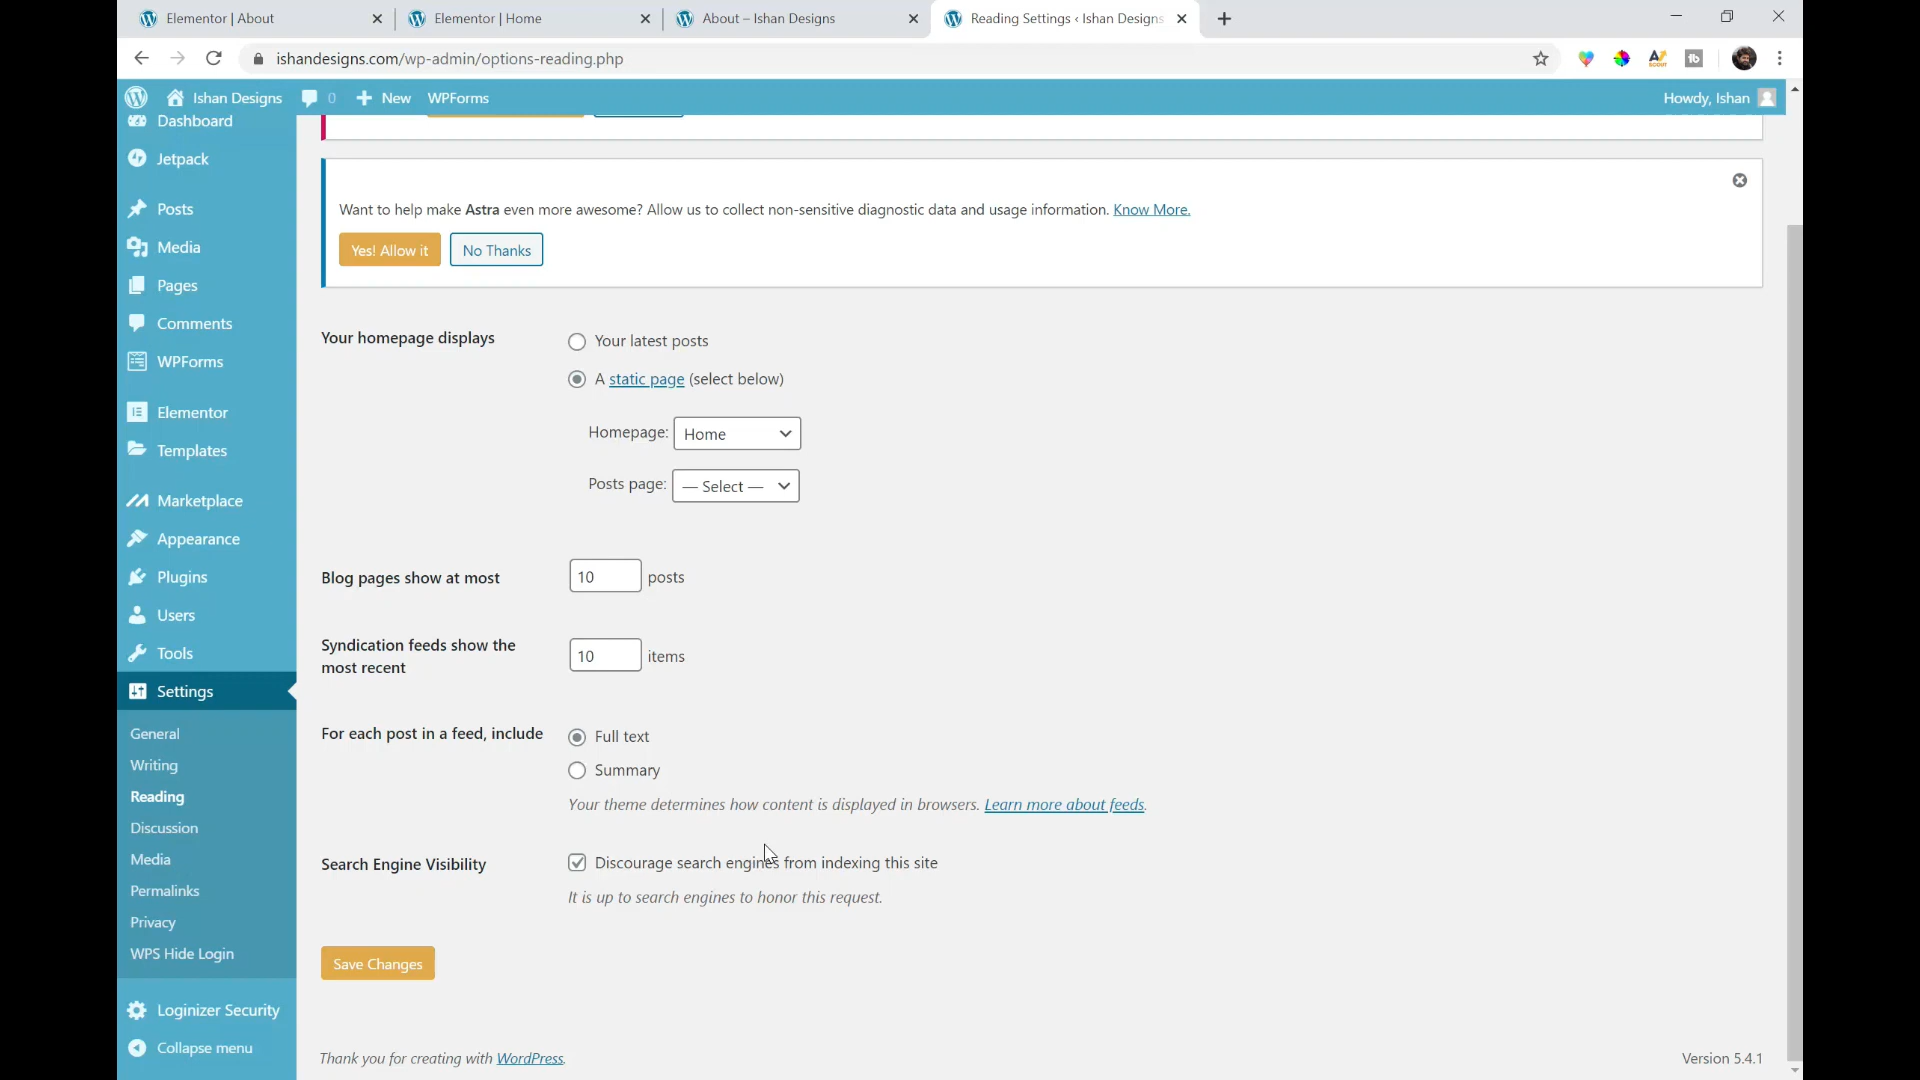 Elementor | About
Elementor | Home
About – Ishan Designs
Reading Settings ‹ Ishan Designs
ishandesigns.com/wp-admin/options-reading.php
Ishan Designs
0
New
WPForms
Howdy, Ishan
Dashboard
Jetpack
Posts
Media
Pages
Comments
WPForms
Elementor
Templates
Marketplace
Appearance
Plugins
Users
Tools
Settings
General
Writing
Reading
Discussion
Media
Permalinks
Privacy
WPS Hide Login
Loginizer Security
Collapse menu
Want to help make Astra even more awesome? Allow us to collect non-sensitive diagnostic data and usage information. Know More.
Yes! Allow it
No Thanks
Your homepage displays
Your latest posts
A static page (select below)
Homepage: Home
Posts page: — Select —
Blog pages show at most
10 posts
Syndication feeds show the
most recent
10 items
For each post in a feed, include
Full text
Summary
Your theme determines how content is displayed in browsers. Learn more about feeds.
Search Engine Visibility
Discourage search engines from indexing this site
It is up to search engines to honor this request.
Save Changes
Thank you for creating with WordPress.
Version 5.4.1